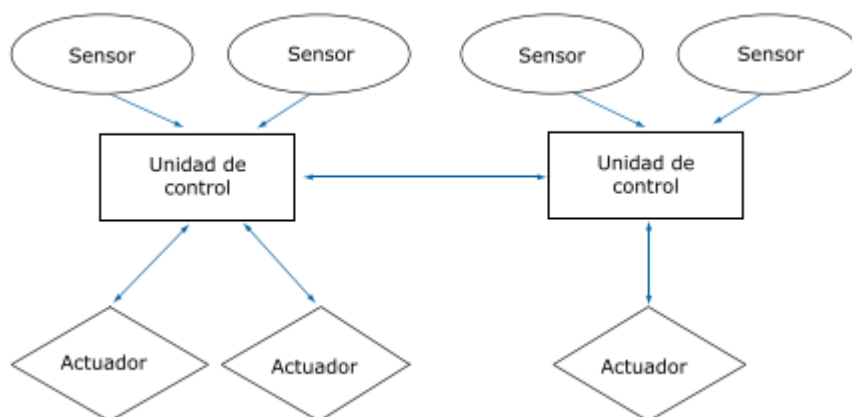 Sensor
Sensor
Sensor
Sensor
Unidad de
control
Unidad de
control
Actuador
Actuador
Actuador